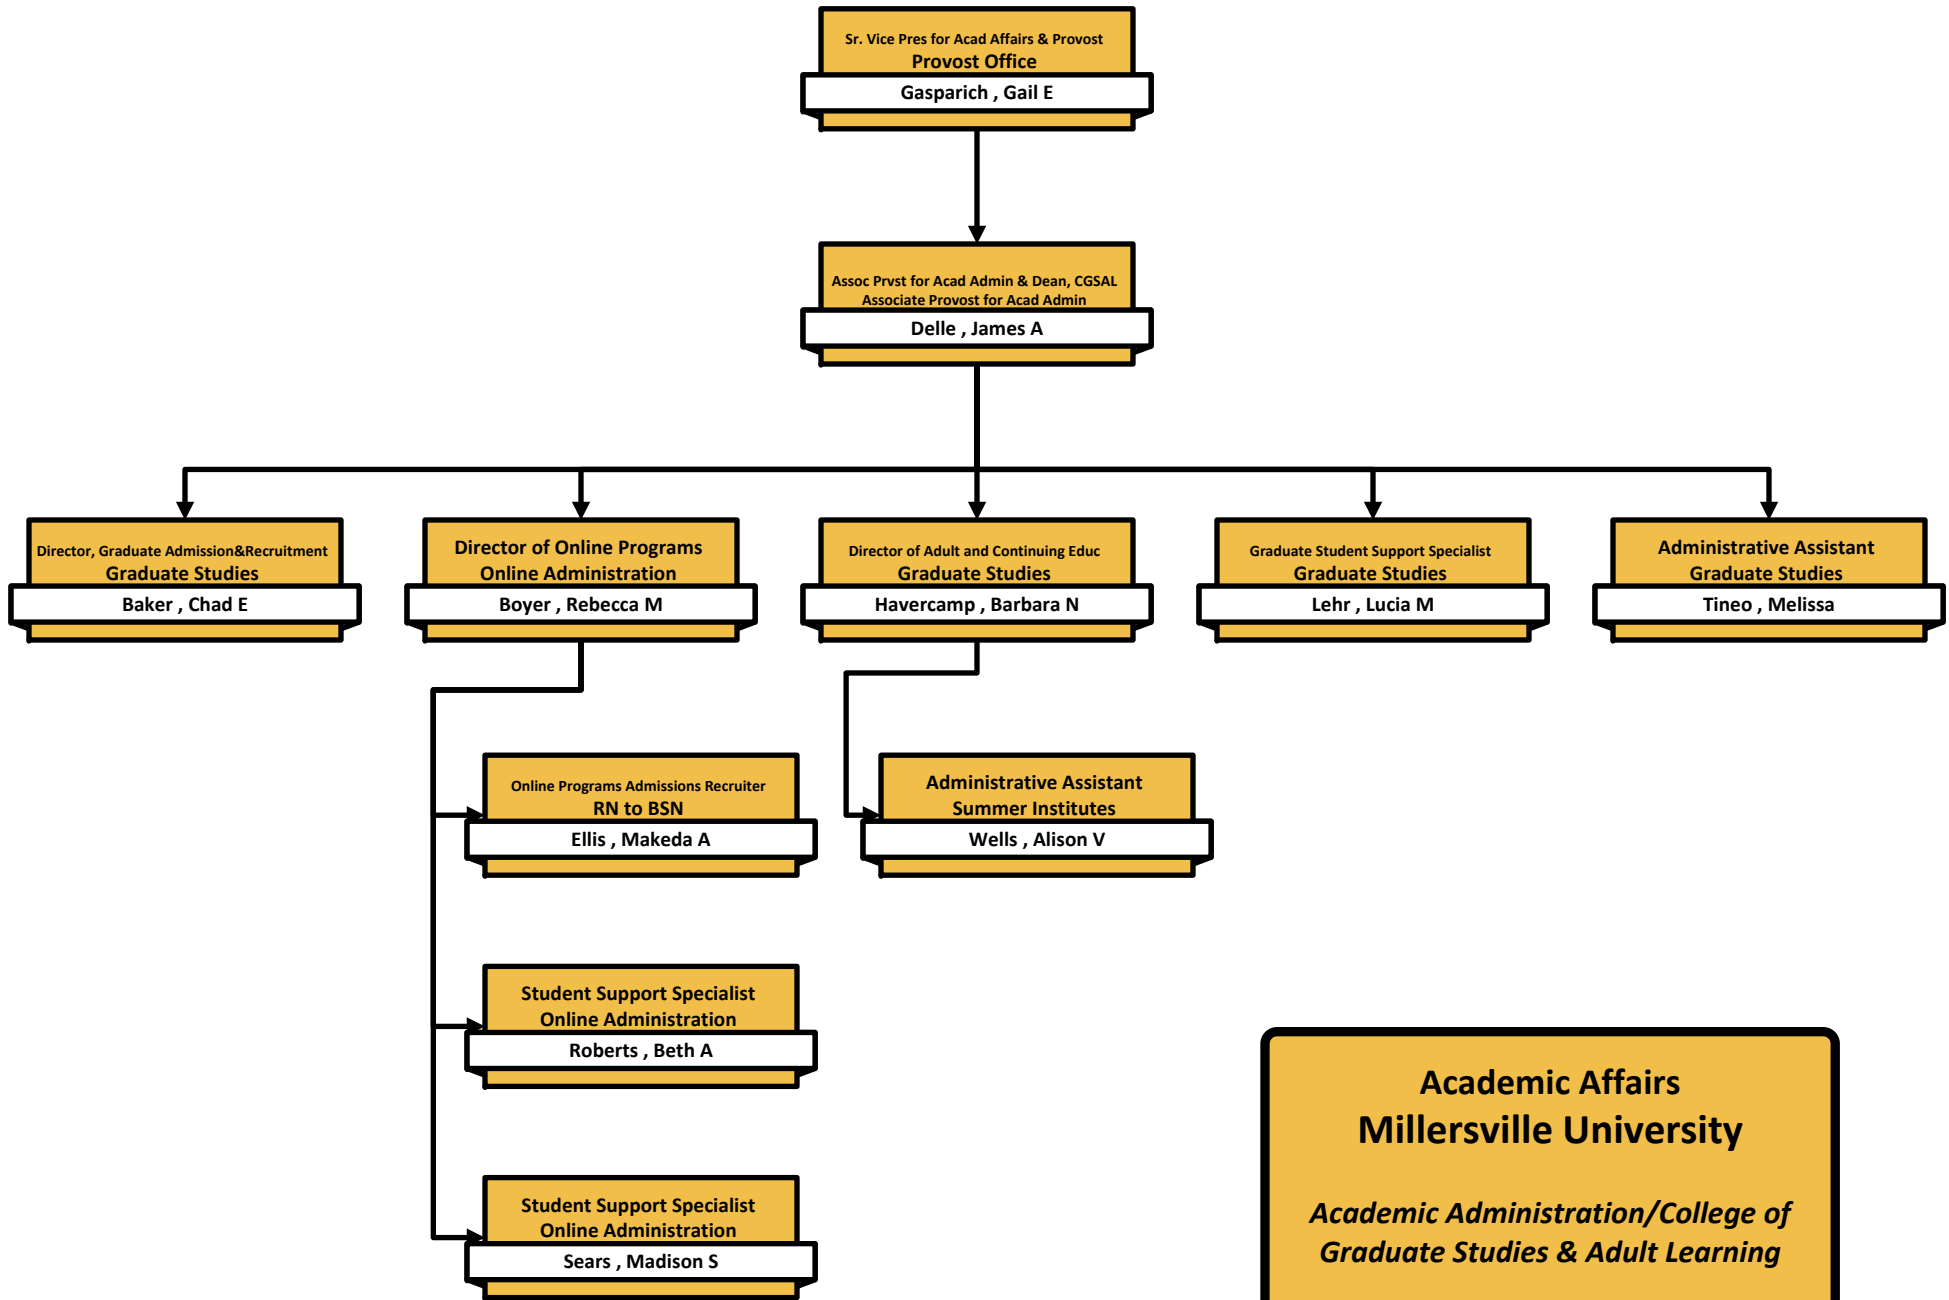 Sr. Vice Pres for Acad Affairs & Provost
Provost Office
Gasparich , Gail E
Assoc Prvst for Acad Admin & Dean, CGSAL
Associate Provost for Acad Admin
Delle , James A
Director, Graduate Admission&Recruitment
Graduate Studies
Baker , Chad E
Director of Online Programs
Online Administration
Boyer , Rebecca M
Director of Adult and Continuing Educ
Graduate Studies
Havercamp , Barbara N
Graduate Student Support Specialist
Graduate Studies
Lehr , Lucia M
Administrative Assistant
Graduate Studies
Tineo , Melissa
Online Programs Admissions Recruiter
RN to BSN
Ellis , Makeda A
Administrative Assistant
Summer Institutes
Wells , Alison V
Student Support Specialist
Online Administration
Roberts , Beth A
Student Support Specialist
Online Administration
Sears , Madison S
Academic Affairs
Millersville University
Academic Administration/College of
Graduate Studies & Adult Learning